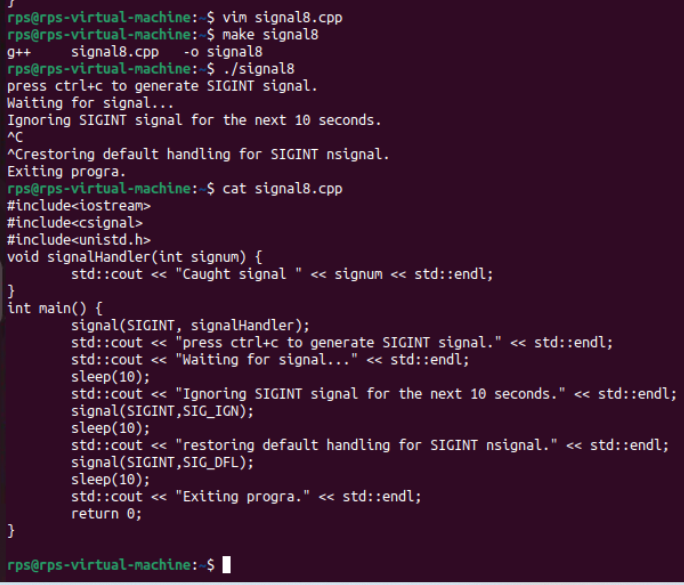 }
rps@rps-virtual-machine:~$ vim signal8.cpp
rps@rps-virtual-machine:~$ make signal8
g++     signal8.cpp   -o signal8
rps@rps-virtual-machine:~$ ./signal8
press ctrl+c to generate SIGINT signal.
Waiting for signal...
Ignoring SIGINT signal for the next 10 seconds.
^C
^Crestoring default handling for SIGINT nsignal.
Exiting progra.
rps@rps-virtual-machine:~$ cat signal8.cpp
#include<iostream>
#include<csignal>
#include<unistd.h>
void signalHandler(int signum) {
        std::cout << "Caught signal " << signum << std::endl;
}
int main() {
        signal(SIGINT, signalHandler);
        std::cout << "press ctrl+c to generate SIGINT signal." << std::endl;
        std::cout << "Waiting for signal..." << std::endl;
        sleep(10);
        std::cout << "Ignoring SIGINT signal for the next 10 seconds." << std::endl;
        signal(SIGINT,SIG_IGN);
        sleep(10);
        std::cout << "restoring default handling for SIGINT nsignal." << std::endl;
        signal(SIGINT,SIG_DFL);
        sleep(10);
        std::cout << "Exiting progra." << std::endl;
        return 0;
}
rps@rps-virtual-machine:~$